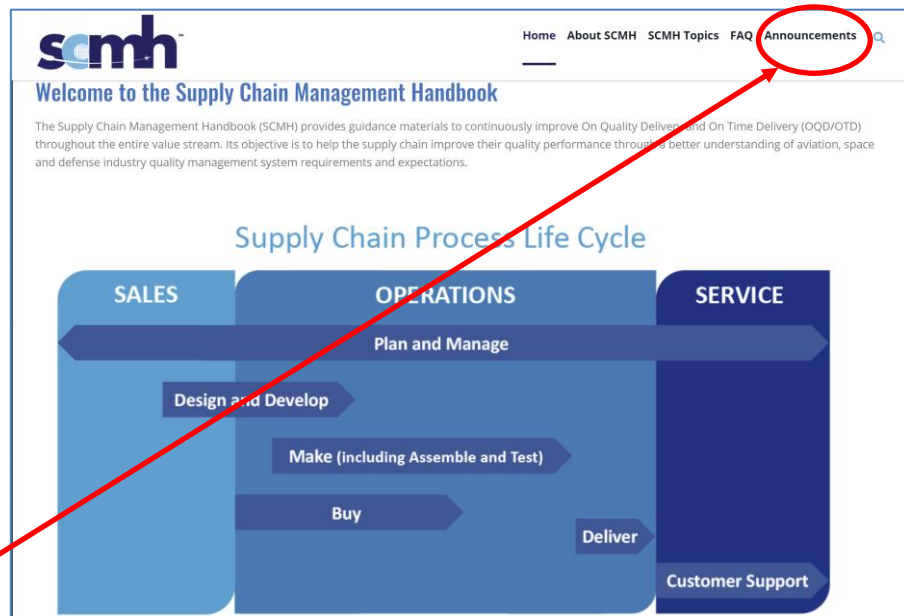 scmh
Home About SCMH SCMH Topics FAQ Announcements
Welcome to the Supply Chain Management Handbook
The Supply Chain Management Handbook (SCMH) provides guidance materials to continuously improve On Quality Delivery and On Time Delivery (OQD/OTD)
throughout the entire value stream. Its objective is to help the supply chain improve their quality performance through a better understanding of aviation, space
and defense industry quality management system requirements and expectations.
Supply Chain Process Life Cycle
SALES OPERATIONS SERVICE
Plan and Manage
Design and Develop
Make (including Assemble and Test)
Buy
Deliver
Customer Support